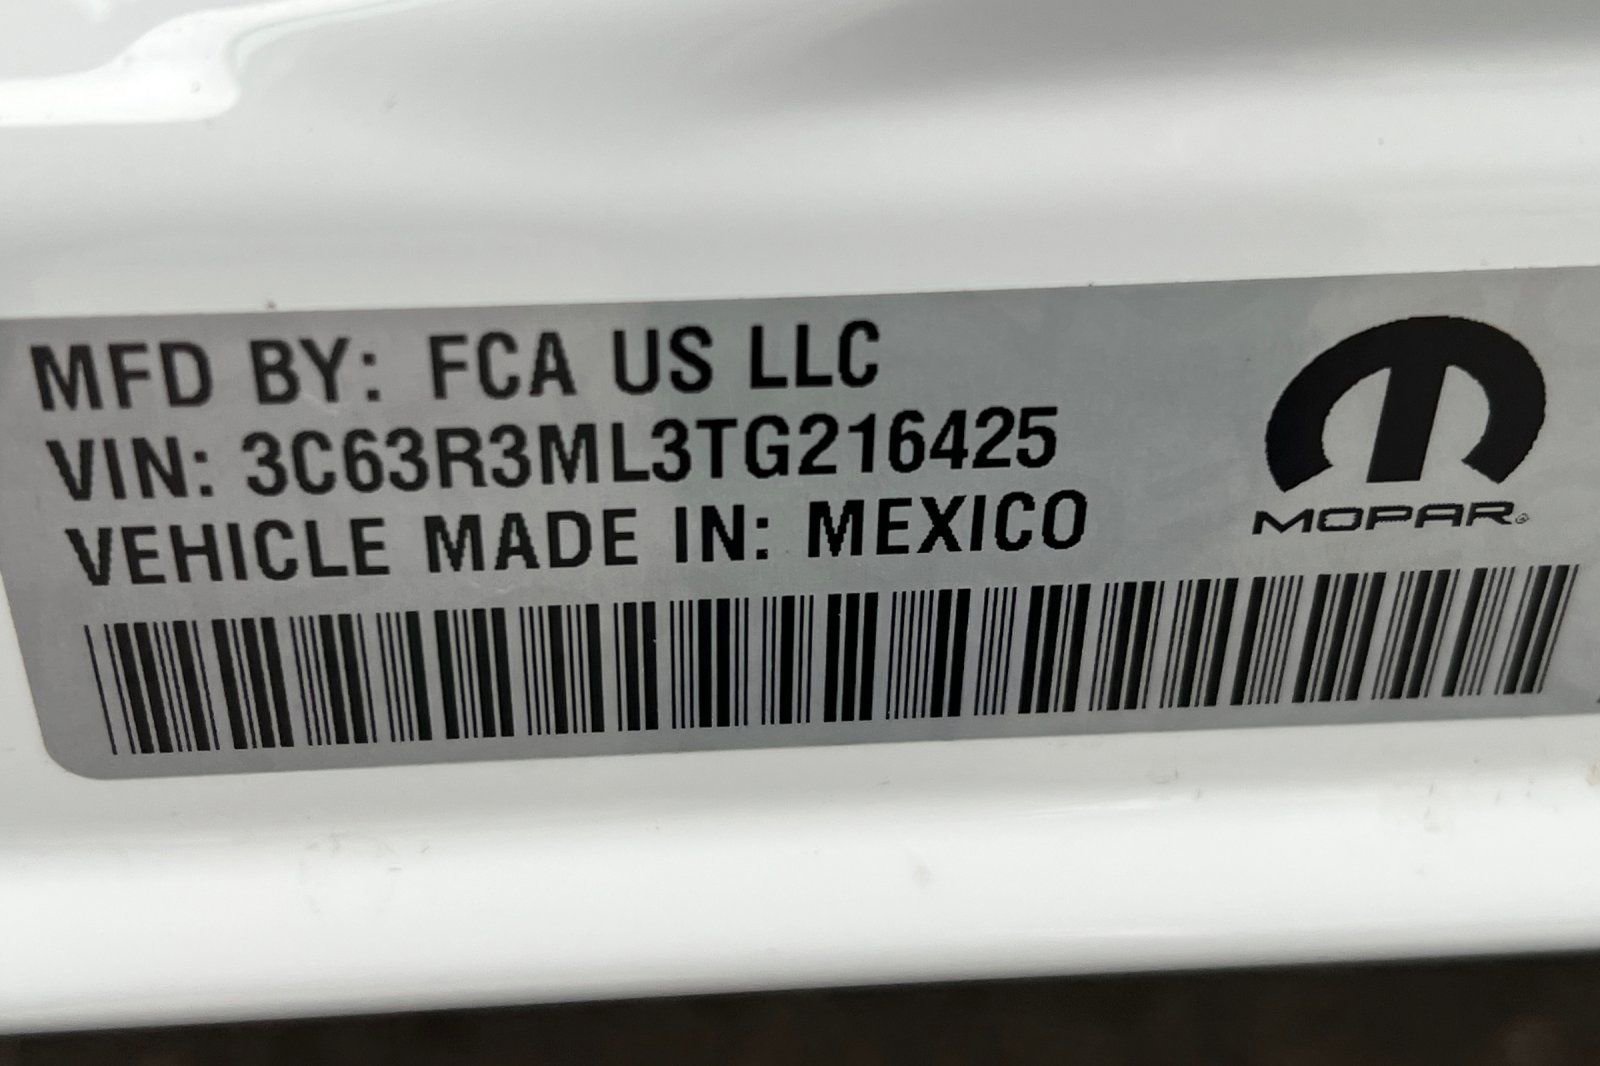 MFD BY: FCA US LLC
VIN: 3C63R3ML3TG216425
VEHICLE MADE IN: MEXICO
MOPAR®